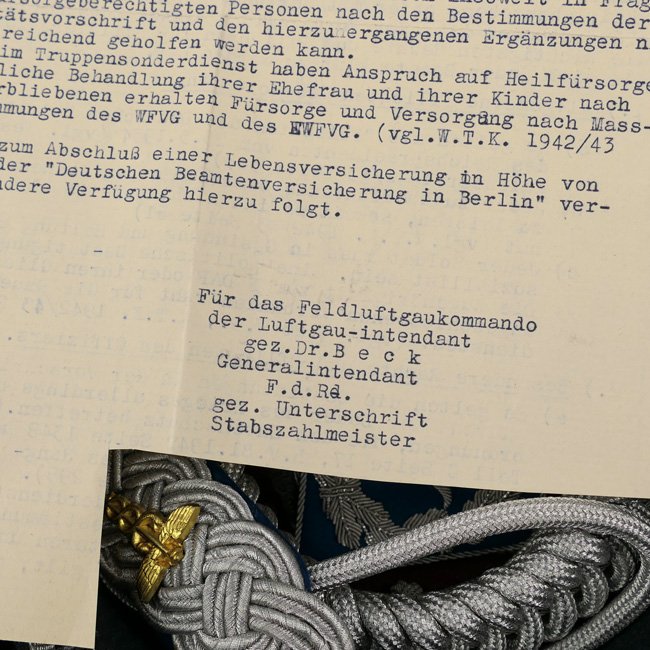 sorgeberechtigten Personen nach den Bestimmungen der
tätsvorschrift und den hierzu ergangenen Ergänzungen n
reichend geholfen werden kann.
im Truppensonderdienst haben Anspruch auf Heilfürsorge
liche Behandlung ihrer Ehefrau und ihrer Kinder nach
rbliebenen erhalten Fürsorge und Versorgung nach Mass-
mmungen des WFVG und des EWFVG. (vgl.W.T.K. 1942/43
zum Abschluß einer Lebensversicherung in Höhe von
der "Deutschen Beamtenversicherung in Berlin" ver-
ndere Verfügung hierzu folgt.
Für das Feldluftgaukommando
der Luftgau-intendant
gez.Dr.B e c k
Generalintendant
F.d.Rd.
gez. Unterschrift
Stabszahlmeister